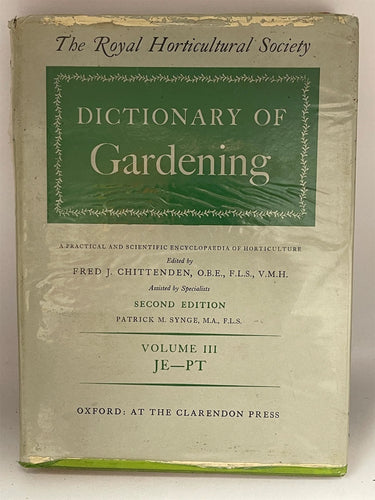 The Royal Horticultural Society
DICTIONARY OF
Gardening
A PRACTICAL AND SCIENTIFIC ENCYCLOPAEDIA OF HORTICULTURE
Edited by
FRED J. CHITTENDEN, O.B.E., F.L.S., V.M.H.
Assisted by Specialists
SECOND EDITION
PATRICK M. SYNGE, M.A., F.L.S.
VOLUME III
JE—PT
OXFORD: AT THE CLARENDON PRESS